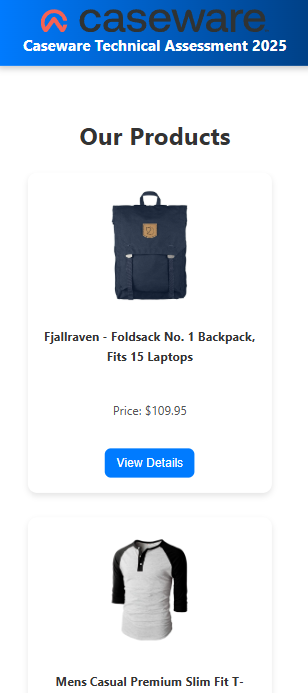 caseware
Caseware Technical Assessment 2025
Our Products
Fjallraven - Foldsack No. 1 Backpack,
Fits 15 Laptops
Price: $109.95
View Details
Mens Casual Premium Slim Fit T-